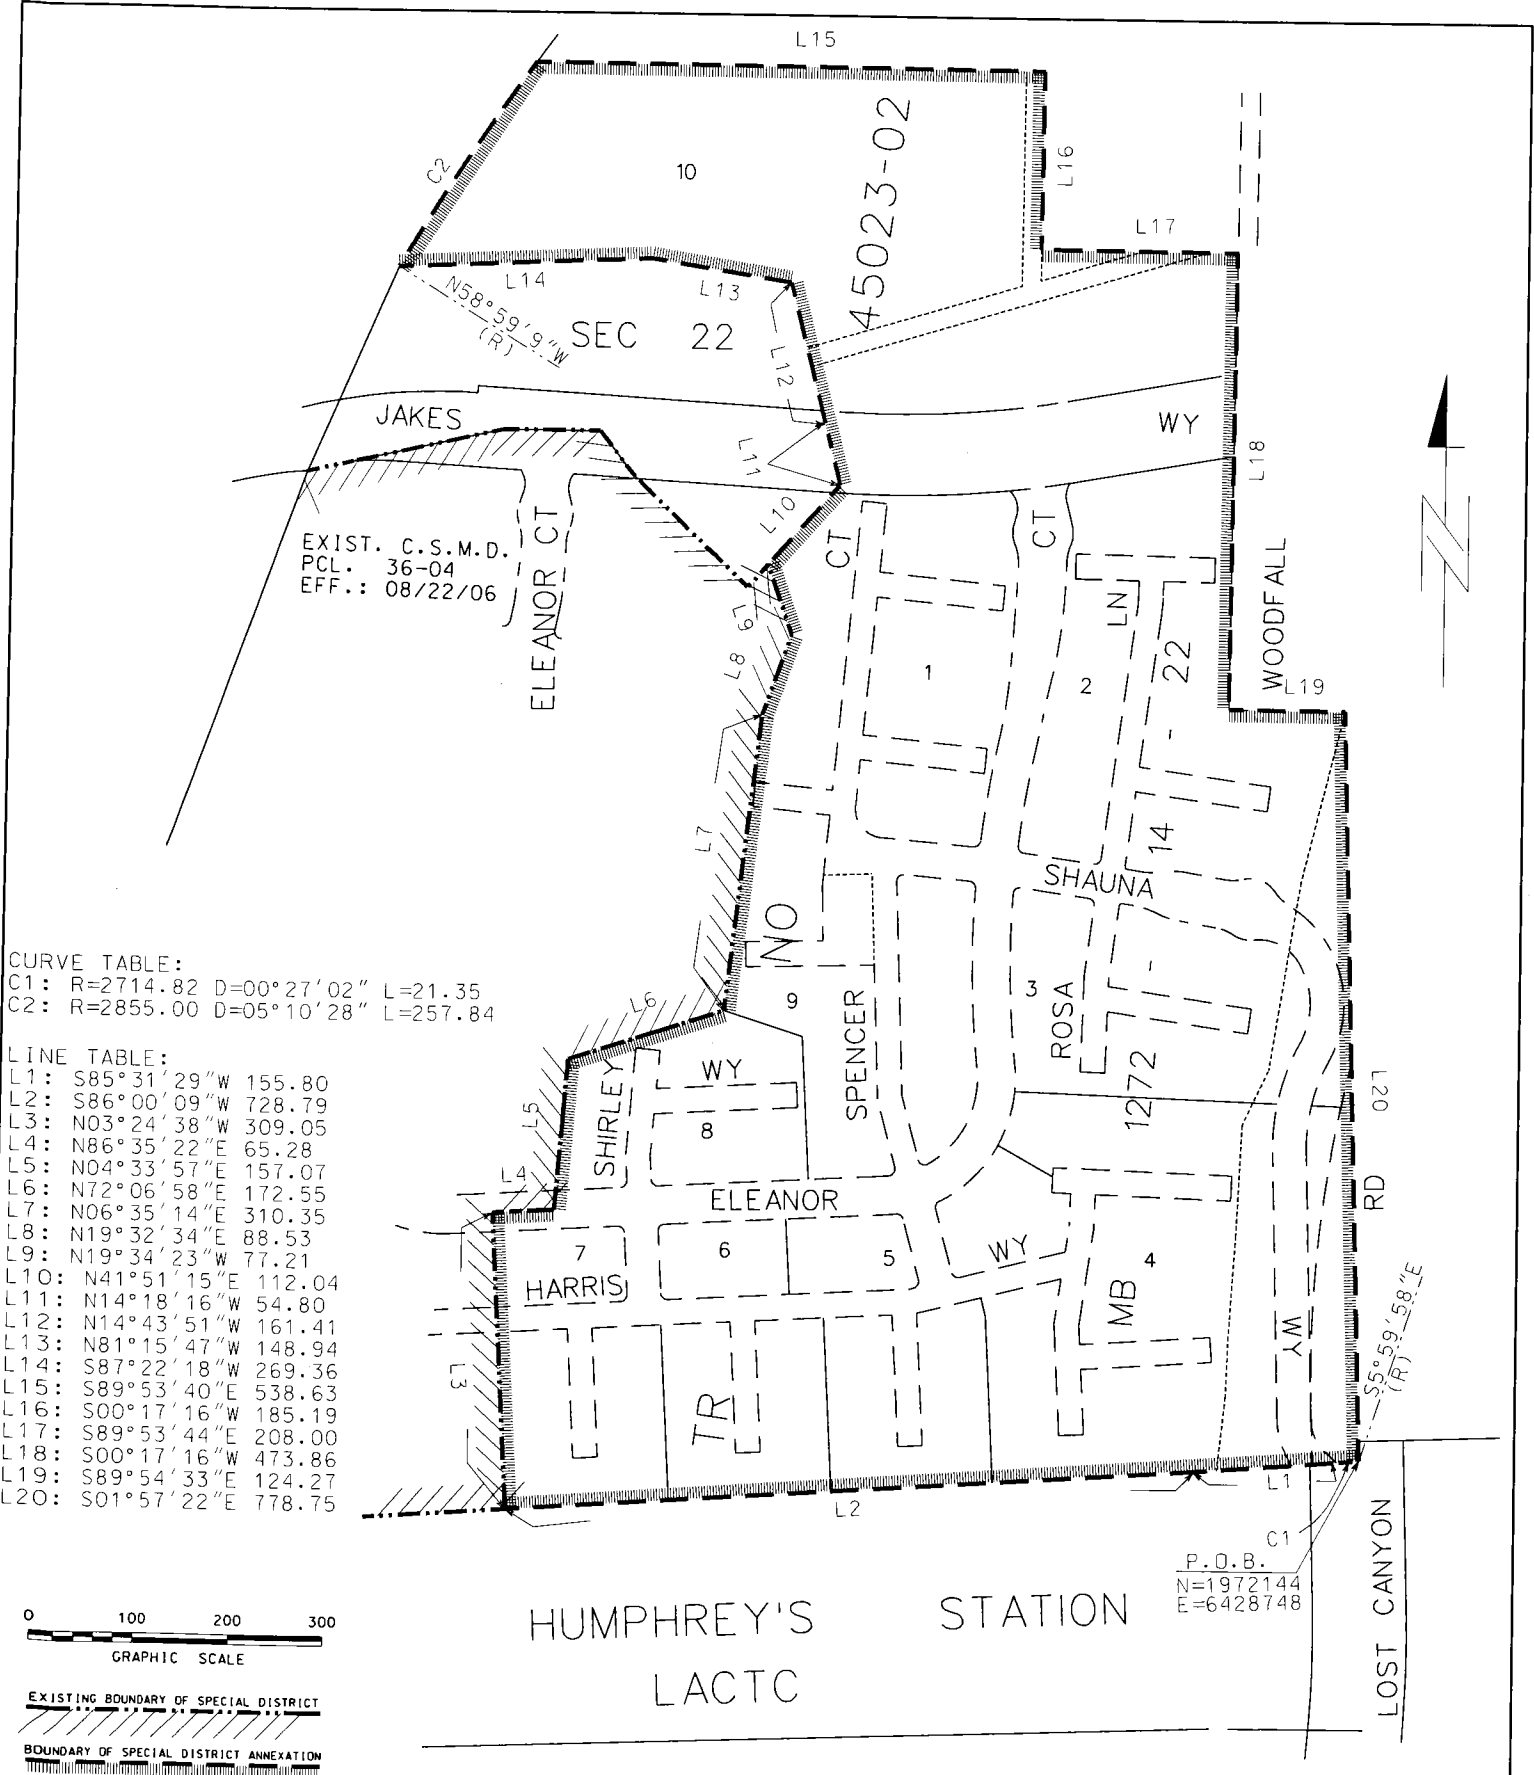 L15
45023-02
10
C2
L16
L17
L14
L13
N58°59'9"W
(R)
SEC 22
L12
JAKES
WY
L11
L18
L10
EXIST. C.S.M.D.
PCL. 36-04
EFF.: 08/22/06
ELEANOR CT
CT
CT
LN
WOODFALL
L9
L8
1
2
22
L19
-
L7
14
SHAUNA
NO
-
CURVE TABLE:
C1: R=2714.82 D=00°27'02" L=21.35
C2: R=2855.00 D=05°10'28" L=257.84
LINE TABLE:
L1: S85°31'29"W 155.80
L2: S86°00'09"W 728.79
L3: N03°24'38"W 309.05
L4: N86°35'22"E 65.28
L5: N04°33'57"E 157.07
L6: N72°06'58"E 172.55
L7: N06°35'14"E 310.35
L8: N19°32'34"E 88.53
L9: N19°34'23"W 77.21
L10: N41°51'15"E 112.04
L11: N14°18'16"W 54.80
L12: N14°43'51"W 161.41
L13: N81°15'47"W 148.94
L14: S87°22'18"W 269.36
L15: S89°53'40"E 538.63
L16: S00°17'16"W 185.19
L17: S89°53'44"E 208.00
L18: S00°17'16"W 473.86
L19: S89°54'33"E 124.27
L20: S01°57'22"E 778.75
L6
9
3
SPENCER
ROSA
1272
L20
L5
SHIRLEY
WY
8
L4
ELEANOR
RD
7
6
5
WY
4
HARRIS
MB
WY
S5°59'58"E
(R)
L3
TR
L1
L2
C1
P.O.B.
N=1972144
E=6428748
LOST CANYON
HUMPHREY'S STATION
LACTC
0 100 200 300
GRAPHIC SCALE
EXISTING BOUNDARY OF SPECIAL DISTRICT
BOUNDARY OF SPECIAL DISTRICT ANNEXATION